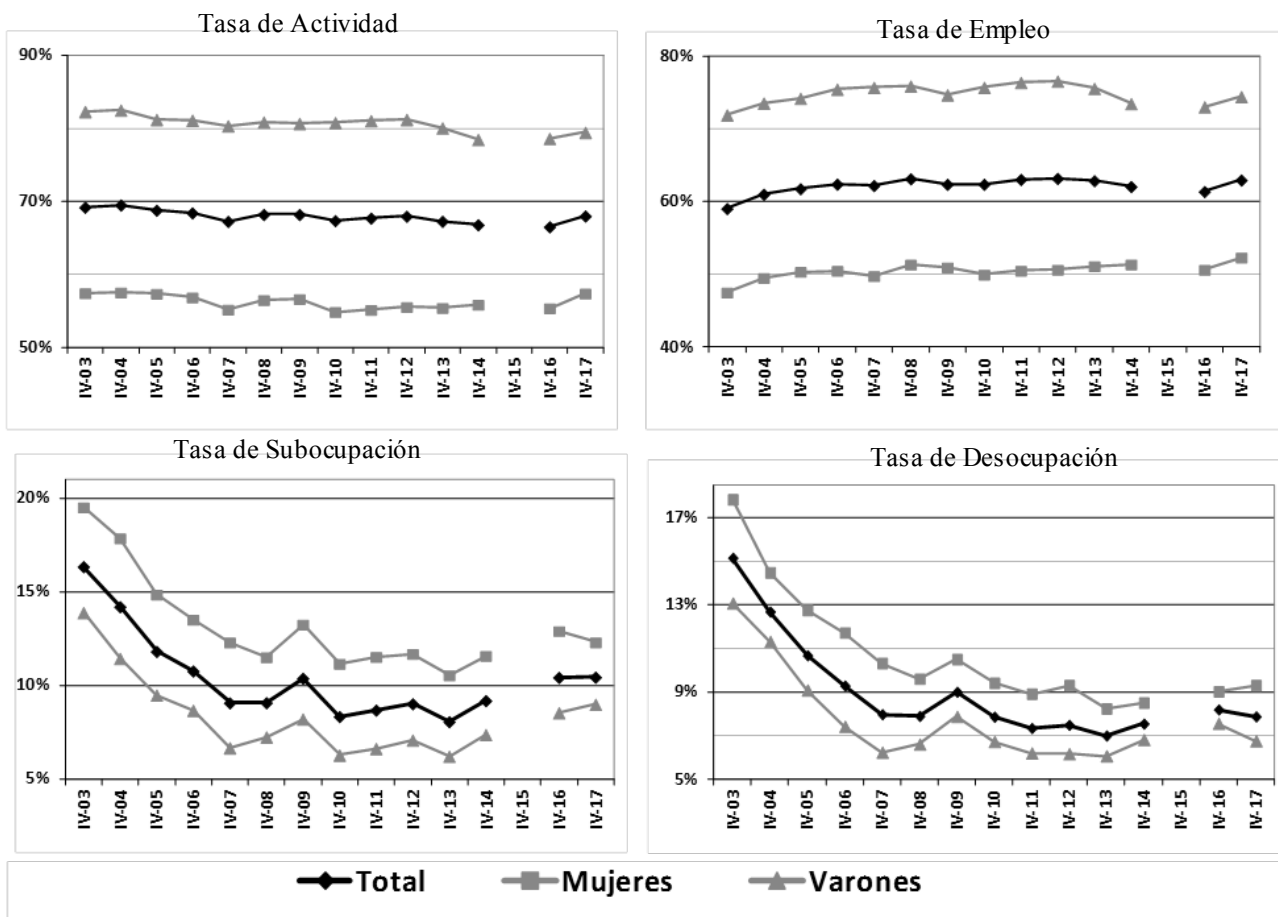 Tasa de Actividad
90%
70%
50%
IV-03
IV-04
IV-05
IV-06
IV-07
IV-08
IV-09
IV-10
IV-11
IV-12
IV-13
IV-14
IV-15
IV-16
IV-17
Tasa de Empleo
80%
60%
40%
IV-03
IV-04
IV-05
IV-06
IV-07
IV-08
IV-09
IV-10
IV-11
IV-12
IV-13
IV-14
IV-15
IV-16
IV-17
Tasa de Subocupación
20%
15%
10%
5%
IV-03
IV-04
IV-05
IV-06
IV-07
IV-08
IV-09
IV-10
IV-11
IV-12
IV-13
IV-14
IV-15
IV-16
IV-17
Tasa de Desocupación
17%
13%
9%
5%
IV-03
IV-04
IV-05
IV-06
IV-07
IV-08
IV-09
IV-10
IV-11
IV-12
IV-13
IV-14
IV-15
IV-16
IV-17
Total Mujeres Varones